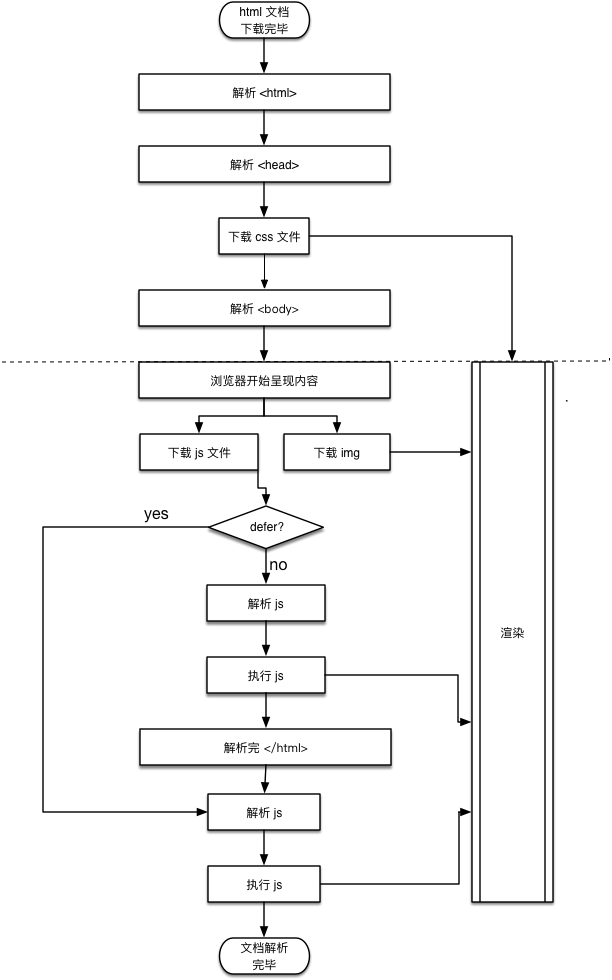 html 文档
下载完毕
解析 <html>
解析 <head>
下载 css 文件
解析 <body>
浏览器开始呈现内容
下载 js 文件
下载 img
yes
defer?
no
解析 js
渲染
执行 js
解析完 </html>
解析 js
执行 js
文档解析
完毕